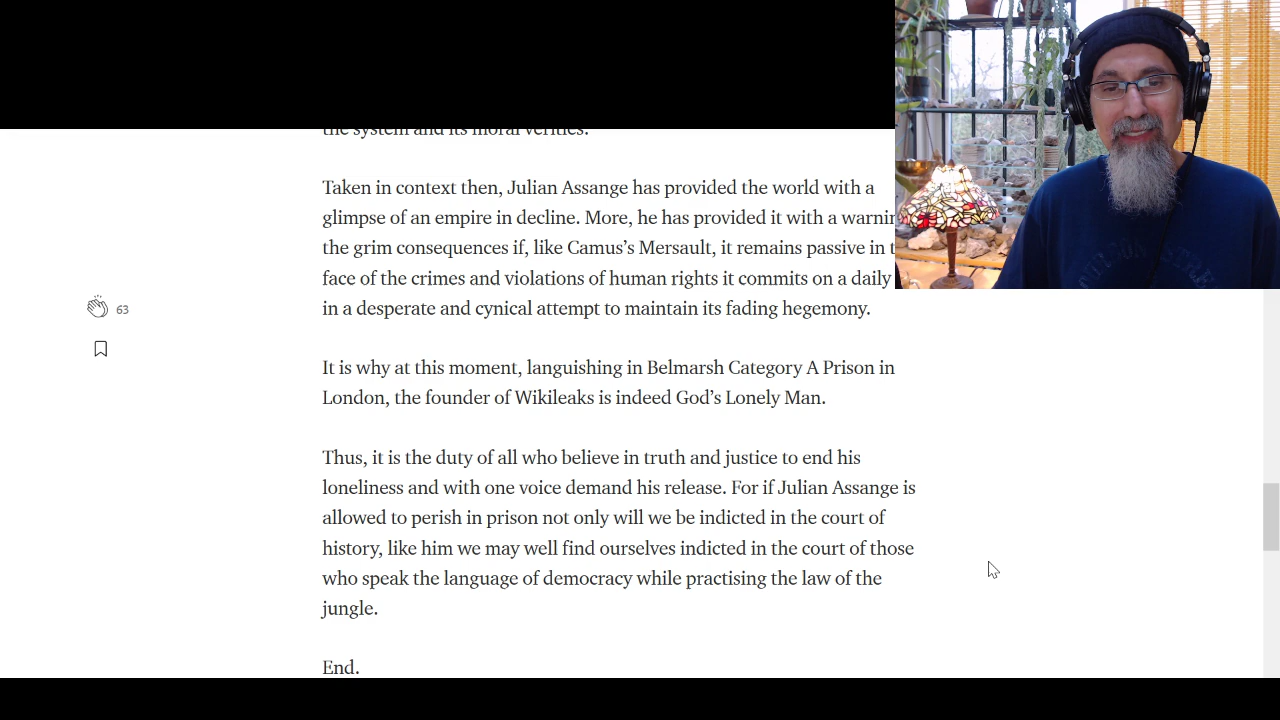 the system and its moral verities.
Taken in context then, Julian Assange has provided the world with a
glimpse of an empire in decline. More, he has provided it with a
the grim consequences if, like Camus’s Mersault, it remains passive in
face of the crimes and violations of human rights it commits on a daily
in a desperate and cynical attempt to maintain its fading hegemony.
63
It is why at this moment, languishing in Belmarsh Category A Prison in
London, the founder of Wikileaks is indeed God’s Lonely Man.
Thus, it is the duty of all who believe in truth and justice to end his
loneliness and with one voice demand his release. For if Julian Assange is
allowed to perish in prison not only will we be indicted in the court of
history, like him we may well find ourselves indicted in the court of those
who speak the language of democracy while practising the law of the
jungle.
End.